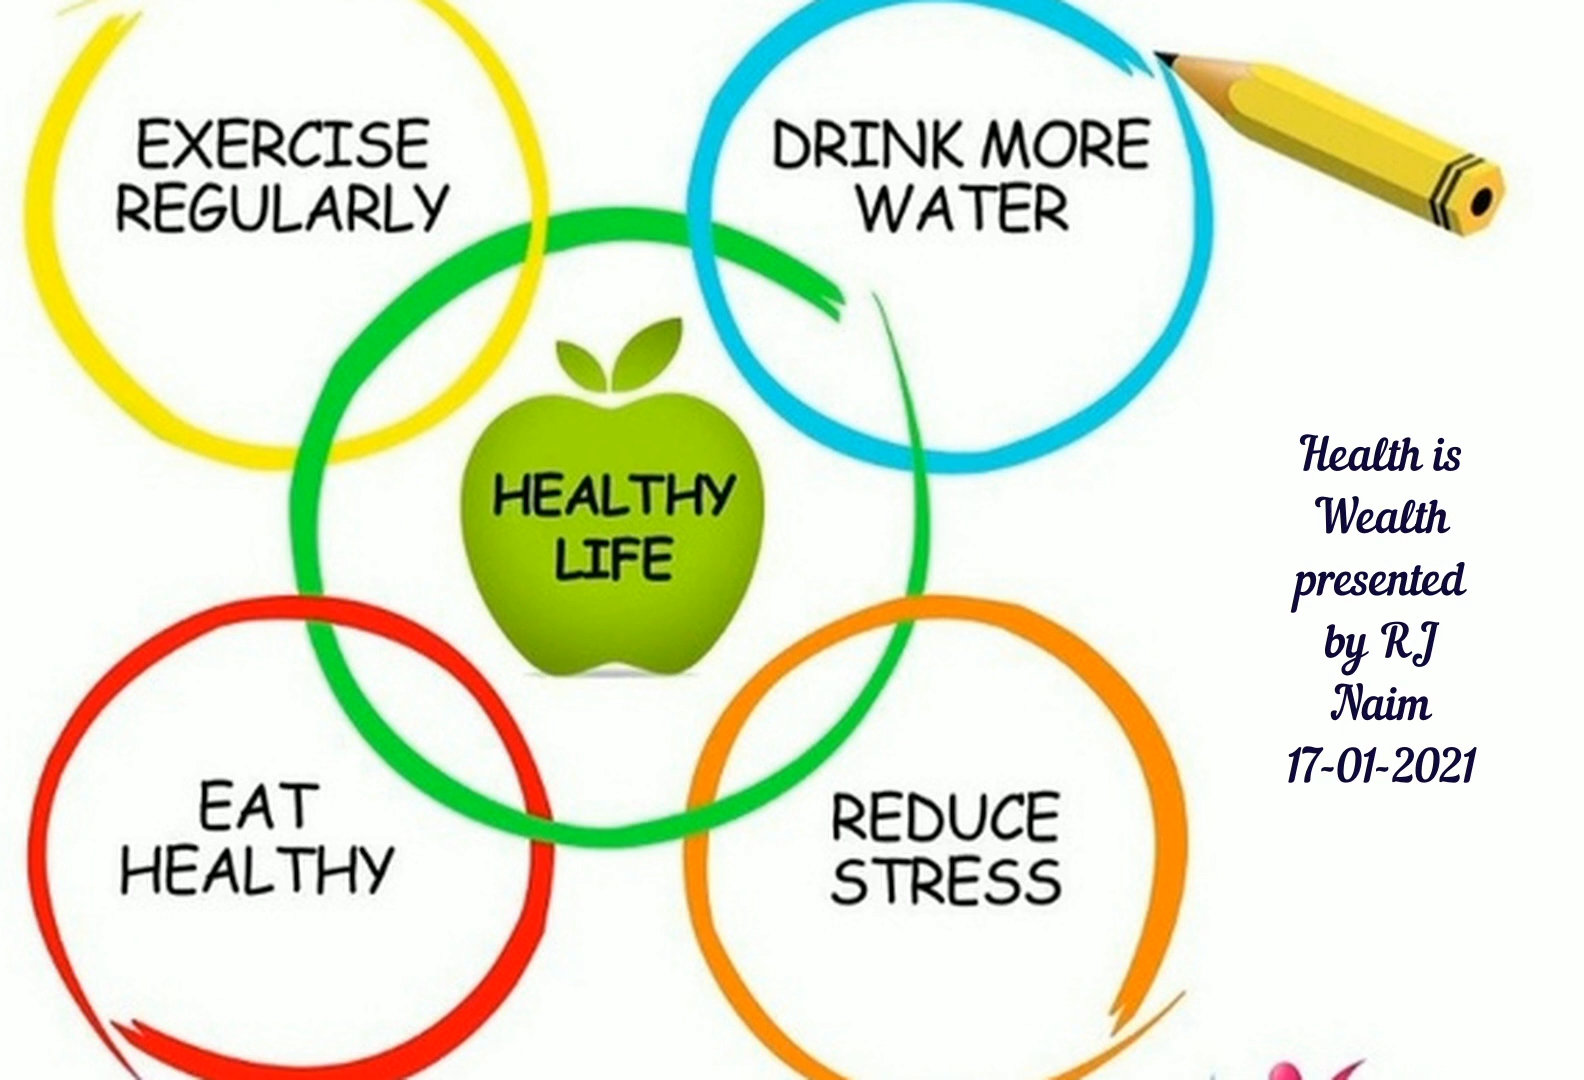 EXERCISE
REGULARLY
DRINK MORE
WATER
HEALTHY
LIFE
EAT
HEALTHY
REDUCE
STRESS
Health is
Wealth
presented
by RJ
Naim
17-01-2021